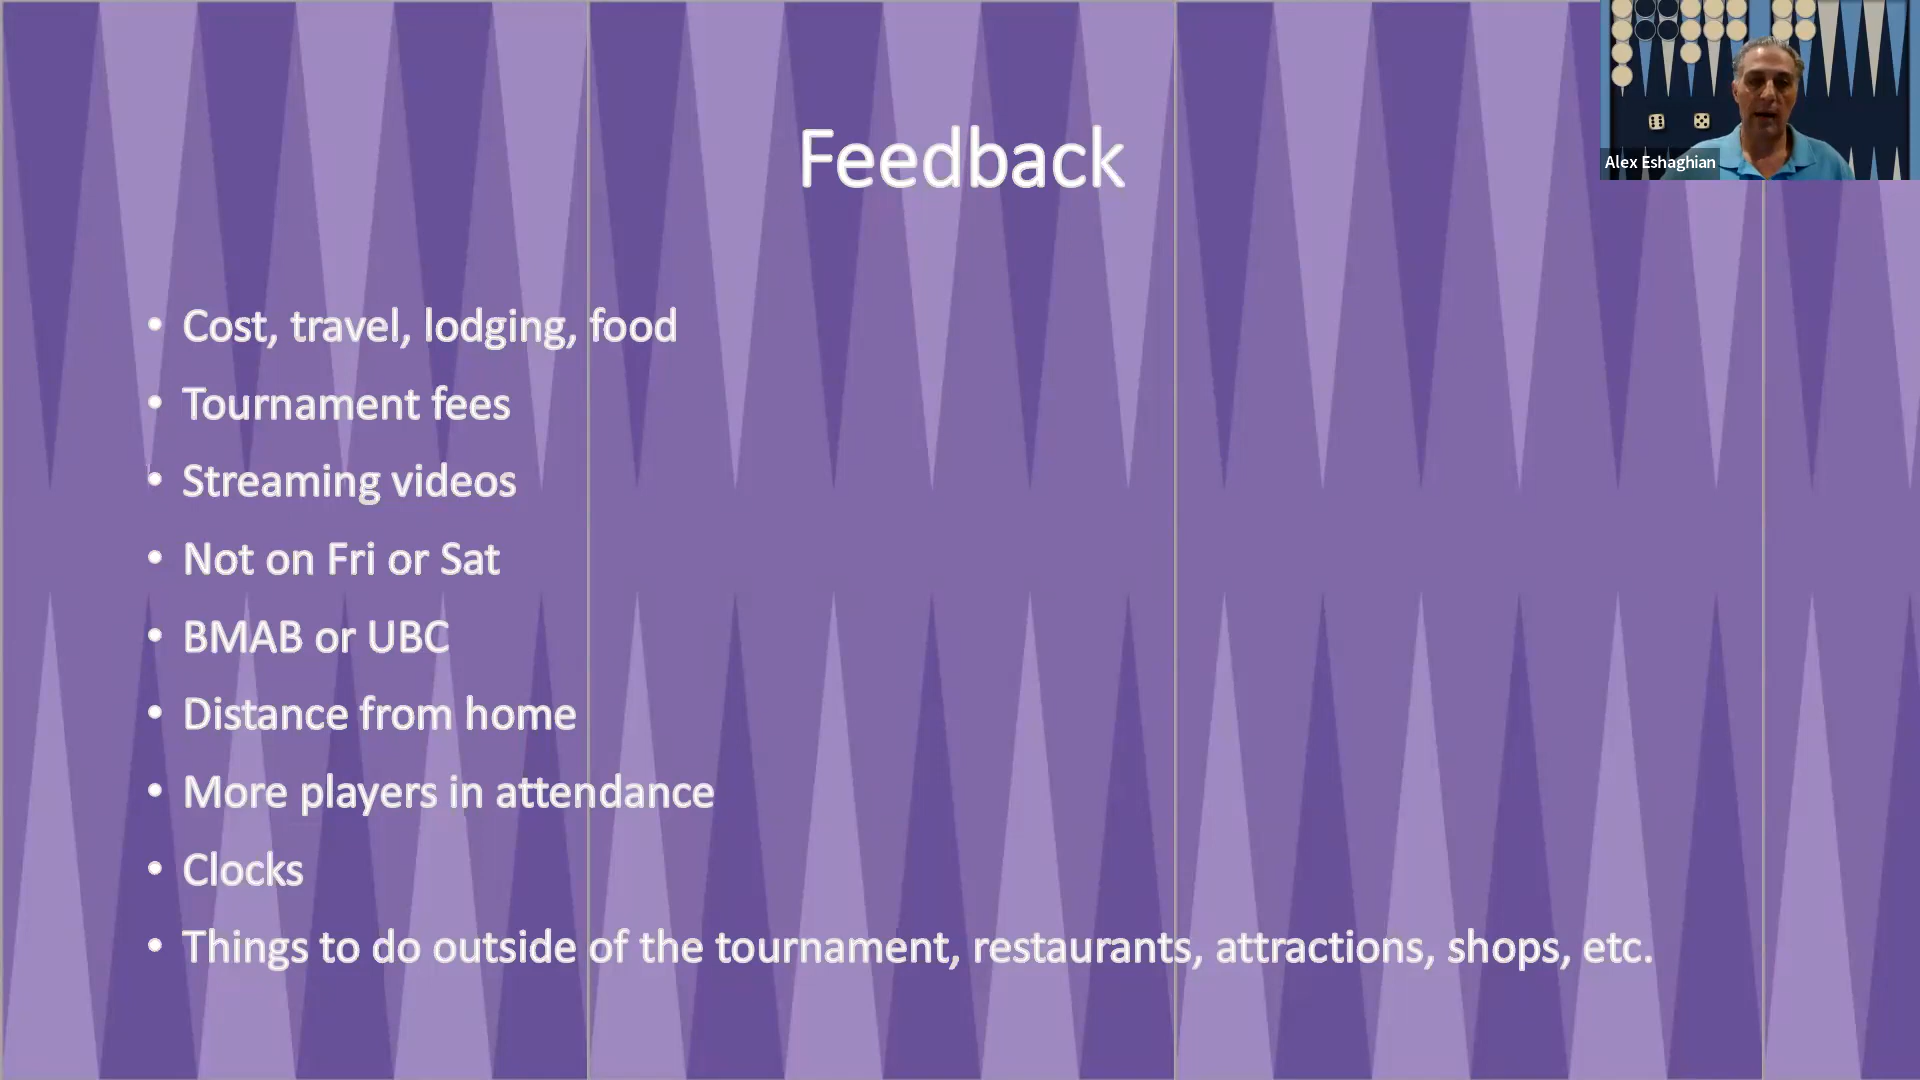 Feedback
Alex Eshaghian
• Cost, travel, lodging, food
• Tournament fees
• Streaming videos
• Not on Fri or Sat
• BMAB or UBC
• Distance from home
• More players in attendance
• Clocks
• Things to do outside of the tournament, restaurants, attractions, shops, etc.